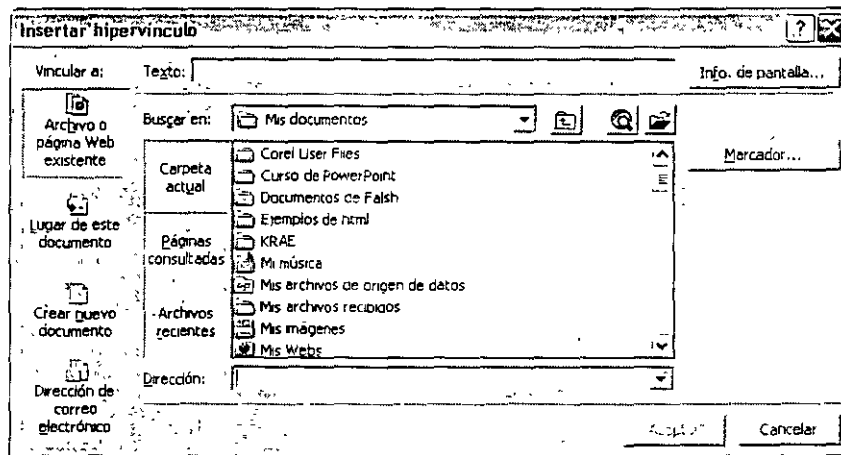 Insertar hipervínculo
Vincular a:
Texto:
Info. de pantalla...
Archivo o
página Web
existente
Lugar de este
documento
Crear nuevo
documento
Dirección de
correo
electrónico
Buscar en:
Mis documentos
Carpeta
actual
Páginas
consultadas
Archivos
recientes
Corel User Files
Curso de PowerPoint
Documentos de Falsh
Ejemplos de html
KRAE
Mi música
Mis archivos de origen de datos
Mis archivos recibidos
Mis imágenes
Mis Webs
Marcador...
Dirección:
Aceptar
Cancelar